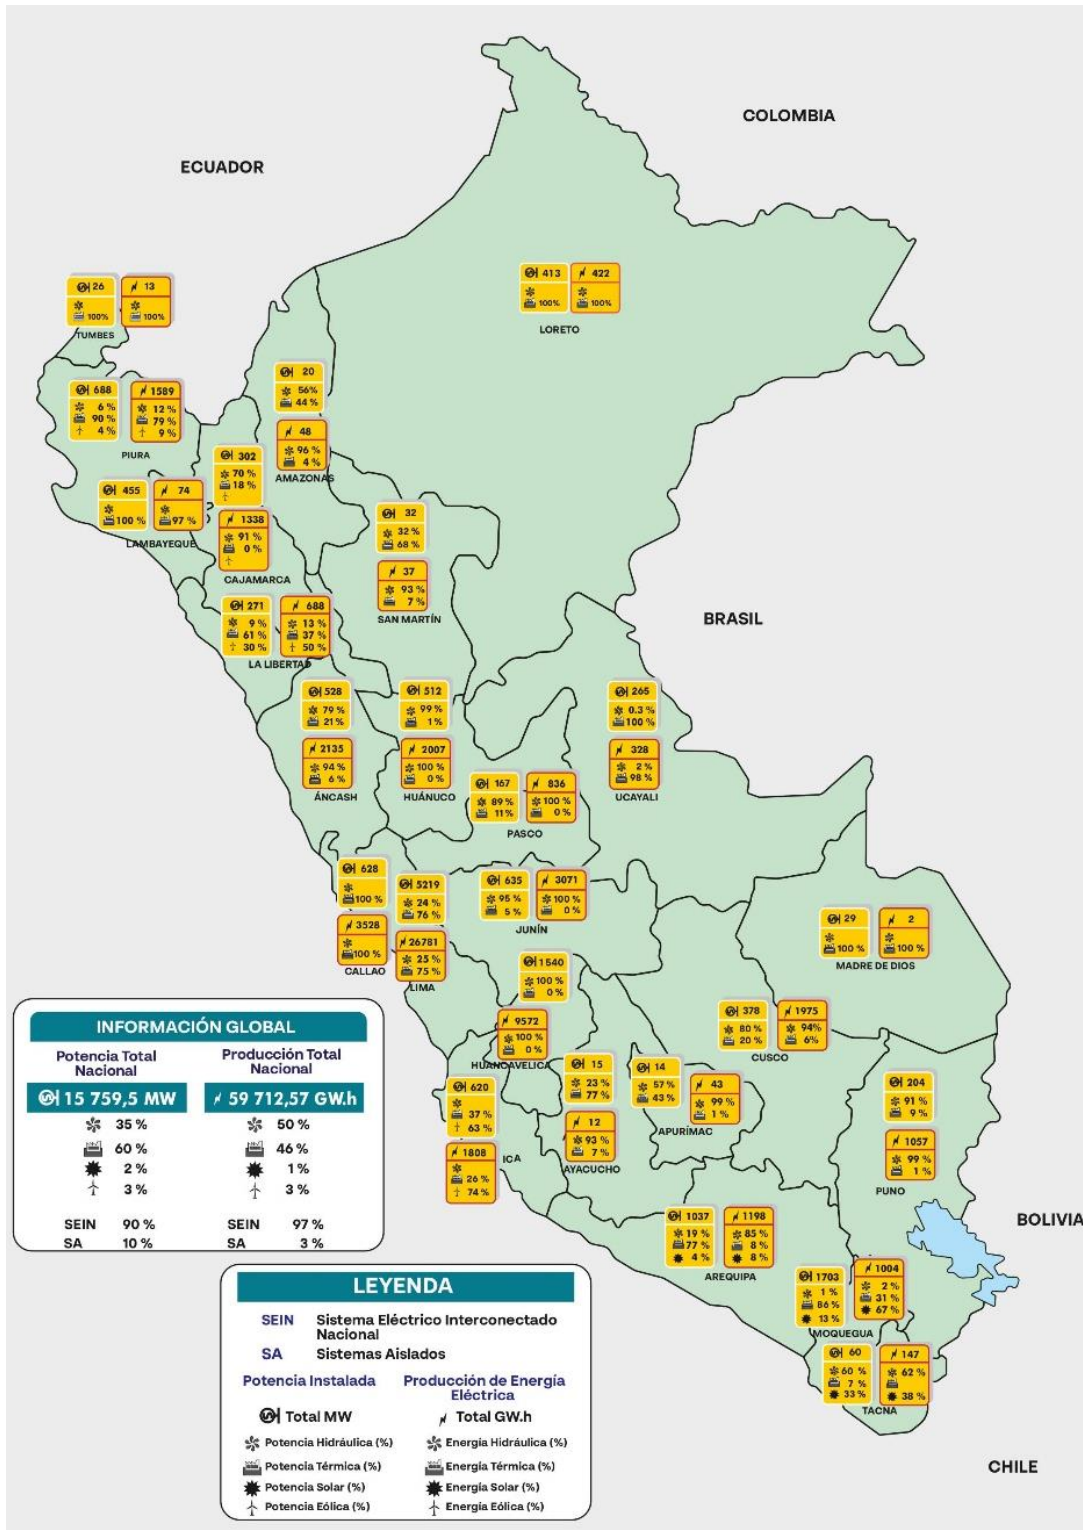 COLOMBIA
ECUADOR
413 422
100% 100%
LORETO
26 13
100% 100%
TUMBES
20
56%
44 %
48
96 %
4 %
AMAZONAS
688 1589
6 % 12 %
90 % 79 %
4 % 9 %
PIURA
302
70 %
18 %
1338
91 %
0 %
CAJAMARCA
455 74
100 % 97 %
LAMBAYEQUE
32
32 %
68 %
37
93 %
7 %
SAN MARTÍN
271 688
9 % 13 %
61 % 37 %
30 % 50 %
LA LIBERTAD
BRASIL
528
79 %
21 %
2135
94 %
6 %
ÁNCASH
512
99 %
1 %
2007
100 %
0 %
HUÁNUCO
265
0.3 %
100 %
328
2 %
98 %
UCAYALI
167 836
89 % 100 %
11 % 0 %
PASCO
628
100 %
3528
100 %
CALLAO
5219
24 %
76 %
26781
25 %
75 %
LIMA
635 3071
95 % 100 %
5 % 0 %
JUNÍN
29 2
100 % 100 %
MADRE DE DIOS
1540
100 %
0 %
9572
100 %
0 %
HUANCAVELICA
378 1975
80 % 94%
20 % 6%
CUSCO
620
37 %
63 %
1808
26 %
74 %
ICA
15
23 %
77 %
12
93 %
7 %
AYACUCHO
14
57 %
43 %
43
99 %
1 %
APURÍMAC
204
91 %
9 %
1057
99 %
1 %
PUNO
BOLIVIA
1037 1198
19 % 85 %
77 % 8 %
4 % 8 %
AREQUIPA
1703 1004
1 % 2 %
86 % 31 %
13 % 67 %
MOQUEGUA
60 147
60 % 62 %
7 %
33 % 38 %
TACNA
CHILE
INFORMACIÓN GLOBAL
Potencia Total Nacional
Producción Total Nacional
15 759,5 MW 59 712,57 GW.h
35 % 50 %
60 % 46 %
2 % 1 %
3 % 3 %
SEIN 90 % SEIN 97 %
SA 10 % SA 3 %
LEYENDA
SEIN Sistema Eléctrico Interconectado
Nacional
SA Sistemas Aislados
Potencia Instalada
Producción de Energía
Eléctrica
Total MW Total GW.h
Potencia Hidráulica (%) Energía Hidráulica (%)
Potencia Térmica (%) Energía Térmica (%)
Potencia Solar (%) Energía Solar (%)
Potencia Eólica (%) Energía Eólica (%)